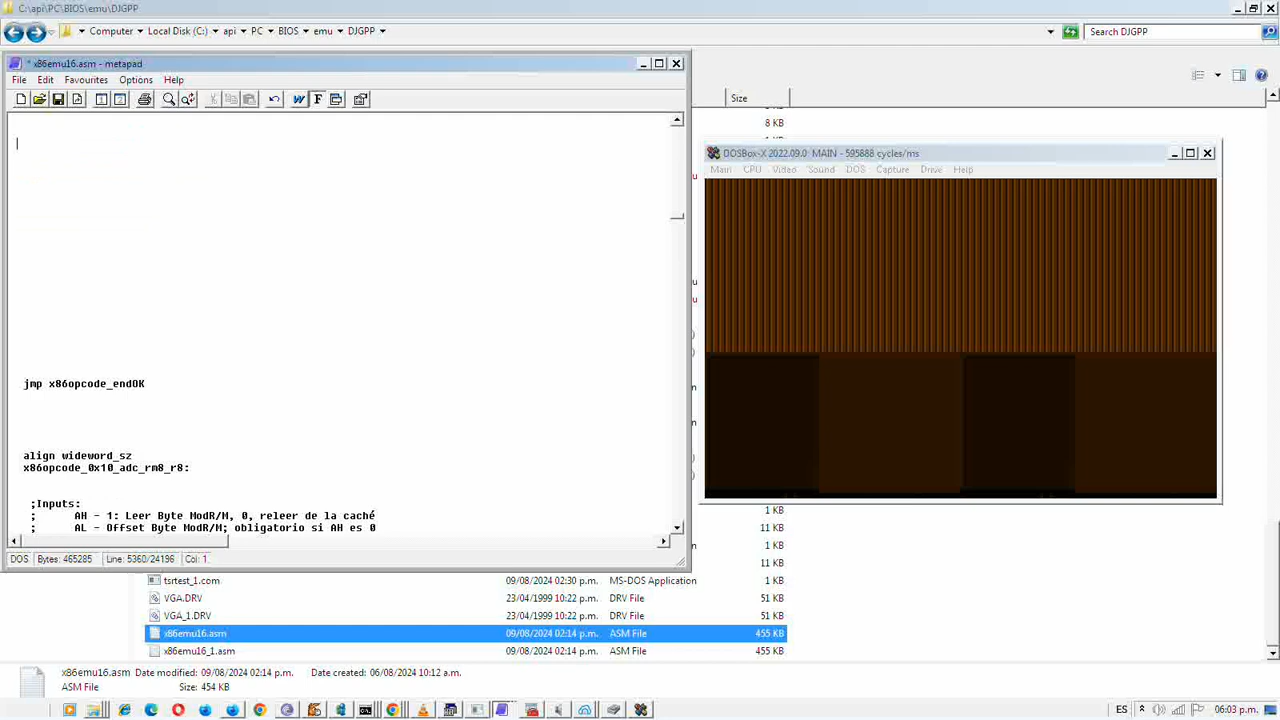 C:\api\PC\BIOS\emu\DJGPP
Computer Local Disk (C:) api PC BIOS emu DJGPP
Search DJGPP
* x86emu16.asm - metapad
File Edit Favourites Options Help
Size
8 KB
DOSBox-X 2022.09.0: MAIN - 595888 cycles/ms
Main CPU Video Sound DOS Capture Drive Help
jmp x86opcode_endOK
align wideword_sz
x86opcode_0x10_adc_rm8_r8:
;Inputs:
; AH - 1: Leer Byte ModR/M, 0, releer de la caché
; AL - Offset Byte ModR/M; obligatorio si AH es 0
1 KB
11 KB
1 KB
11 KB
DOS Bytes: 465285 Line: 5360/24196 Col: 1
tsrtest_1.com 09/08/2024 02:30 p.m. MS-DOS Application 1 KB
VGA.DRV 23/04/1999 10:22 p.m. DRV File 51 KB
VGA_1.DRV 23/04/1999 10:22 p.m. DRV File 51 KB
x86emu16.asm 09/08/2024 02:14 p.m. ASM File 455 KB
x86emu16_1.asm 09/08/2024 02:14 p.m. ASM File 455 KB
x86emu16.asm Date modified: 09/08/2024 02:14 p.m. Date created: 06/08/2024 10:12 a.m.
ASM File Size: 454 KB
ES 06:03 p.m.